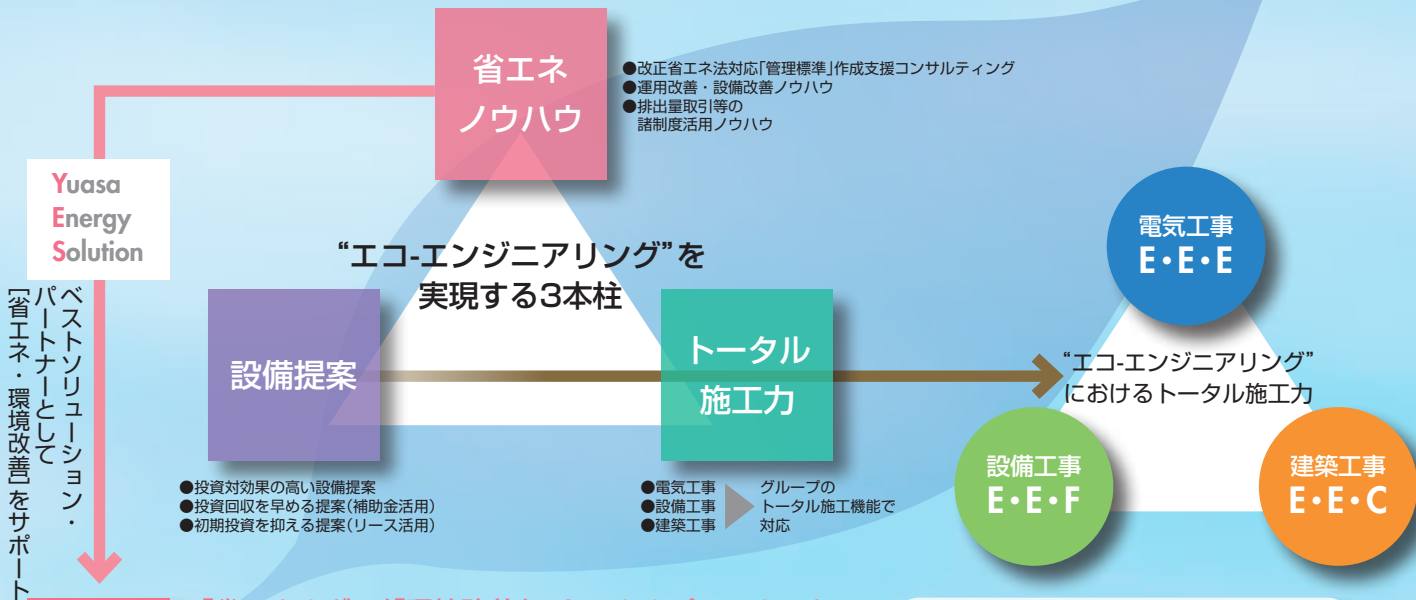 省エネ
ノウハウ
●改正省エネ法対応「管理標準」作成支援コンサルティング
●運用改善・設備改善ノウハウ
●排出量取引等の
諸制度活用ノウハウ
Yuasa
Energy
Solution
ベストソリューション・
パートナーとして
[省エネ・環境改善]をサポート
“エコ-エンジニアリング”を
実現する3本柱
設備提案
トータル
施工力
●投資対効果の高い設備提案
●投資回収を早める提案(補助金活用)
●初期投資を抑える提案(リース活用)
●電気工事
●設備工事
●建築工事
グループの
トータル施工機能で
対応
電気工事
E・E・E
“エコ-エンジニアリング”
におけるトータル施工力
設備工事
E・E・F
建築工事
E・E・C